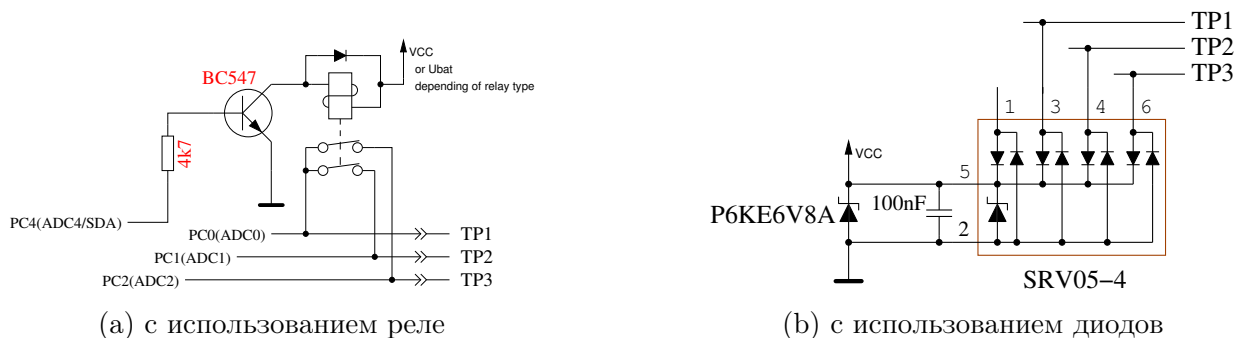 VCC
or Ubat
depending of relay type
BC547
4k7
PC4(ADC4/SDA)
PC0(ADC0)
TP1
PC1(ADC1)
TP2
PC2(ADC2)
TP3
(a) с использованием реле
TP1
TP2
TP3
1
3
4
6
VCC
5
P6KE6V8A
100nF
2
SRV05−4
(b) с использованием диодов